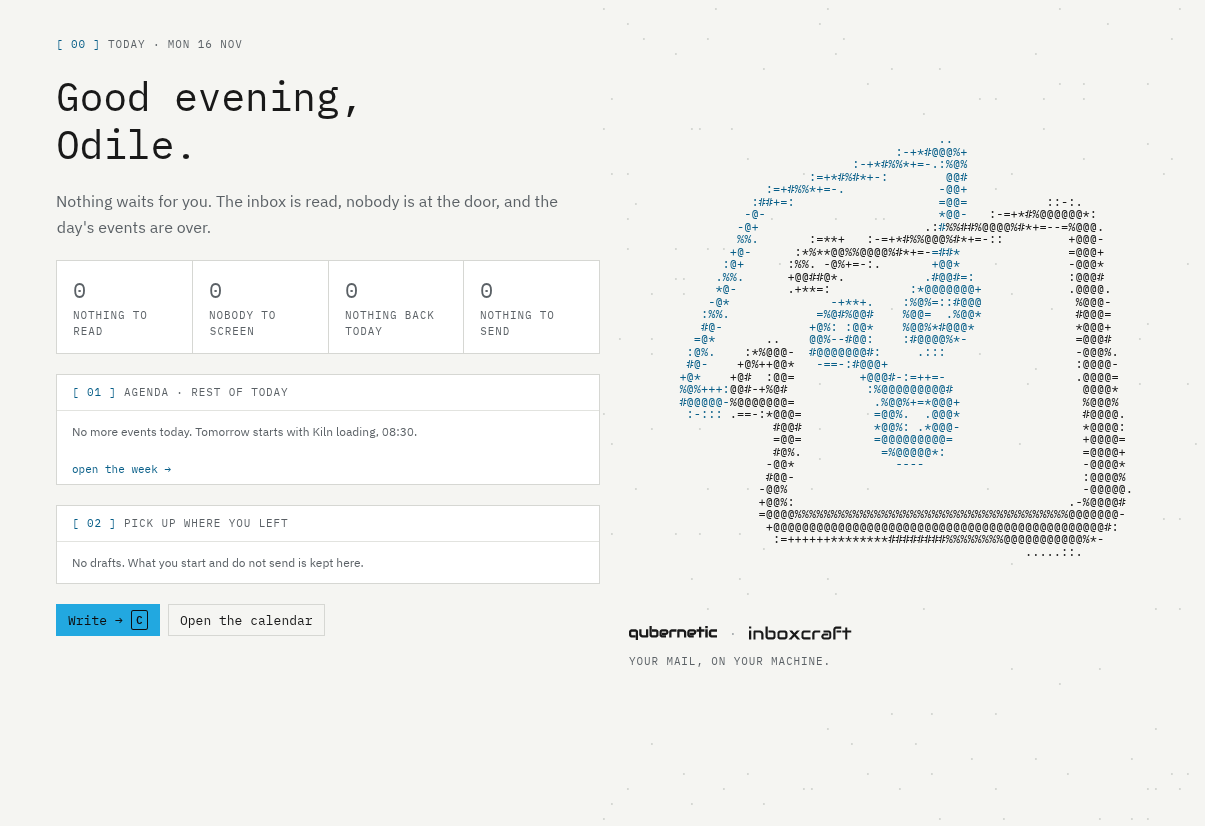 [ 00 ] TODAY · MON 16 NOV
Good evening,
Odile.
Nothing waits for you. The inbox is read, nobody is at the door, and the
day's events are over.
0
NOTHING TO
READ
0
NOBODY TO
SCREEN
0
NOTHING BACK
TODAY
0
NOTHING TO
SEND
[ 01 ] AGENDA · REST OF TODAY
No more events today. Tomorrow starts with Kiln loading, 08:30.
open the week →
[ 02 ] PICK UP WHERE YOU LEFT
No drafts. What you start and do not send is kept here.
Write → C
Open the calendar
qubernetic · inboxcraft
YOUR MAIL, ON YOUR MACHINE.